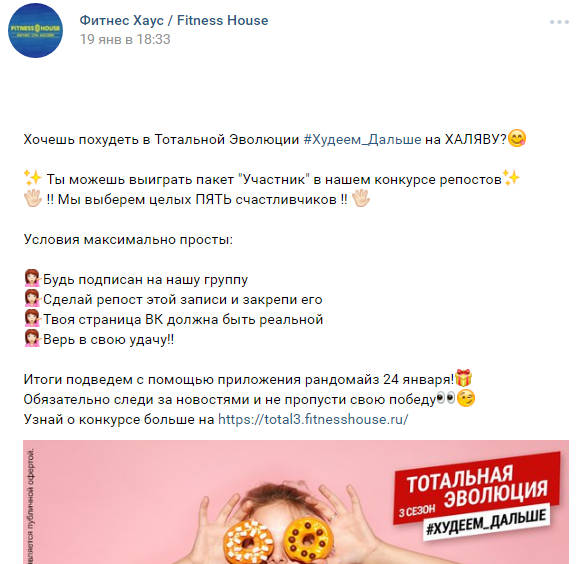 FITNESS HOUSE
Фитнес Хаус / Fitness House
19 янв в 18:33
Хочешь похудеть в Тотальной Эволюции #Худеем_Дальше на ХАЛЯВУ?😋
✨ Ты можешь выиграть пакет "Участник" в нашем конкурсе репостов✨
🖐🏻 !! Мы выберем целых ПЯТЬ счастливчиков !! 🖐🏻
Условия максимально просты:
💁🏻Будь подписан на нашу группу
💁🏻Сделай репост этой записи и закрепи его
💁🏻Твоя страница ВК должна быть реальной
💁🏻Верь в свою удачу!!
Итоги подведем с помощью приложения рандомайз 24 января!🎁
Обязательно следи за новостями и не пропусти свою победу👀😉
Узнай о конкурсе больше на https://total3.fitnesshouse.ru/
является публичной офертой.
ТОТАЛЬНАЯ
3 СЕЗОН ЭВОЛЮЦИЯ
#ХУДЕЕМ_ДАЛЬШЕ